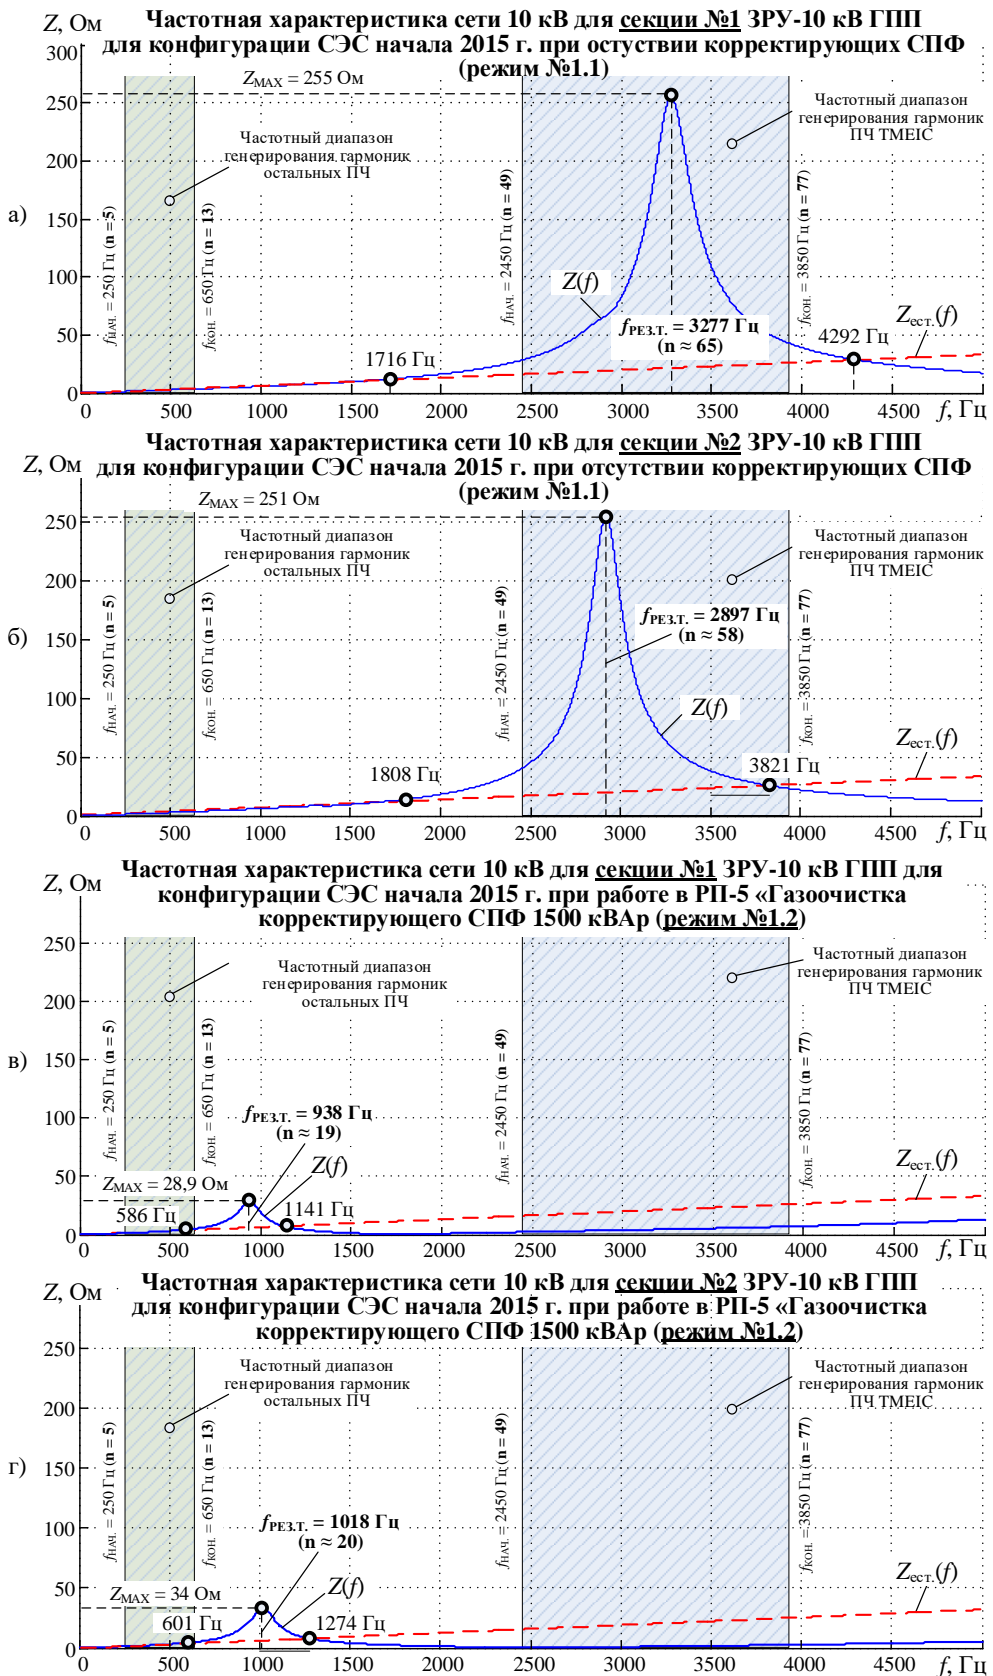 Частотная характеристика сети 10 кВ для секции №1 ЗРУ-10 кВ ГПП
для конфигурации СЭС начала 2015 г. при остуствии корректирующих СПФ
(режим №1.1)
Z, Ом
300
250
200
150
100
50
0
а)
ZMAX = 255 Ом
Частотный диапазон
генерирования гармоник
остальных ПЧ
Частотный диапазон
генерирования гармоник
ПЧ TMEIC
fНАЧ. = 250 Гц (n = 5)
fКОН. = 650 Гц (n = 13)
fНАЧ. = 2450 Гц (n = 49)
fКОН. = 3850 Гц (n = 77)
Z(f)
fРЕЗ.Т. = 3277 Гц
(n ≈ 65)
1716 Гц
4292 Гц
Zест.(f)
0 500 1000 1500 2000 2500 3000 3500 4000 f, Гц
Частотная характеристика сети 10 кВ для секции №2 ЗРУ-10 кВ ГПП
для конфигурации СЭС начала 2015 г. при отсутствии корректирующих СПФ
(режим №1.1)
Z, Ом
250
200
150
100
50
0
б)
ZMAX = 251 Ом
Частотный диапазон
генерирования гармоник
остальных ПЧ
Частотный диапазон
генерирования гармоник
ПЧ TMEIC
fНАЧ. = 250 Гц (n = 5)
fКОН. = 650 Гц (n = 13)
fНАЧ. = 2450 Гц (n = 49)
fКОН. = 3850 Гц (n = 77)
fРЕЗ.Т. = 2897 Гц
(n ≈ 58)
Z(f)
1808 Гц
3821 Гц
Zест.(f)
0 500 1000 1500 2000 2500 3000 3500 4000 4500 f, Гц
Частотная характеристика сети 10 кВ для секции №1 ЗРУ-10 кВ ГПП для
конфигурации СЭС начала 2015 г. при работе в РП-5 «Газоочистка
корректирующего СПФ 1500 кВАр (режим №1.2)
Z, Ом
250
200
150
100
50
0
в)
Частотный диапазон
генерирования гармоник
остальных ПЧ
Частотный диапазон
генерирования гармоник
ПЧ TMEIC
fНАЧ. = 250 Гц (n = 5)
fКОН. = 650 Гц (n = 13)
fНАЧ. = 2450 Гц (n = 49)
fКОН. = 3850 Гц (n = 77)
fРЕЗ.Т. = 938 Гц
(n ≈ 19)
ZMAX = 28,9 Ом
Z(f)
586 Гц
1141 Гц
Zест.(f)
0 500 1000 1500 2000 2500 3000 3500 4000 4500 f, Гц
Частотная характеристика сети 10 кВ для секции №2 ЗРУ-10 кВ ГПП
для конфигурации СЭС начала 2015 г. при работе в РП-5 «Газоочистка
корректирующего СПФ 1500 кВАр (режим №1.2)
Z, Ом
250
200
150
100
50
0
г)
Частотный диапазон
генерирования гармоник
остальных ПЧ
Частотный диапазон
генерирования гармоник
ПЧ TMEIC
fНАЧ. = 250 Гц (n = 5)
fКОН. = 650 Гц (n = 13)
fНАЧ. = 2450 Гц (n = 49)
fКОН. = 3850 Гц (n = 77)
fРЕЗ.Т. = 1018 Гц
(n ≈ 20)
ZMAX = 34 Ом
Z(f)
601 Гц
1274 Гц
Zест.(f)
0 500 1000 1500 2000 2500 3000 3500 4000 4500 f, Гц